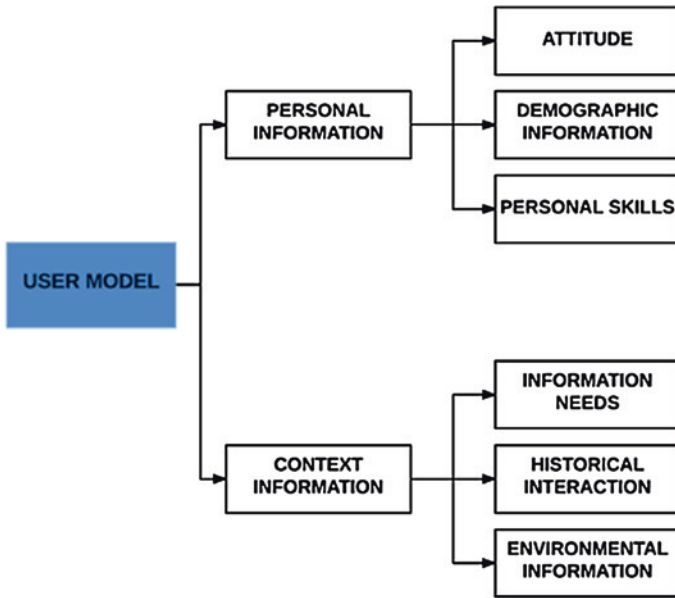 USER MODEL
PERSONAL
INFORMATION
ATTITUDE
DEMOGRAPHIC
INFORMATION
PERSONAL SKILLS
CONTEXT
INFORMATION
INFORMATION
NEEDS
HISTORICAL
INTERACTION
ENVIRONMENTAL
INFORMATION